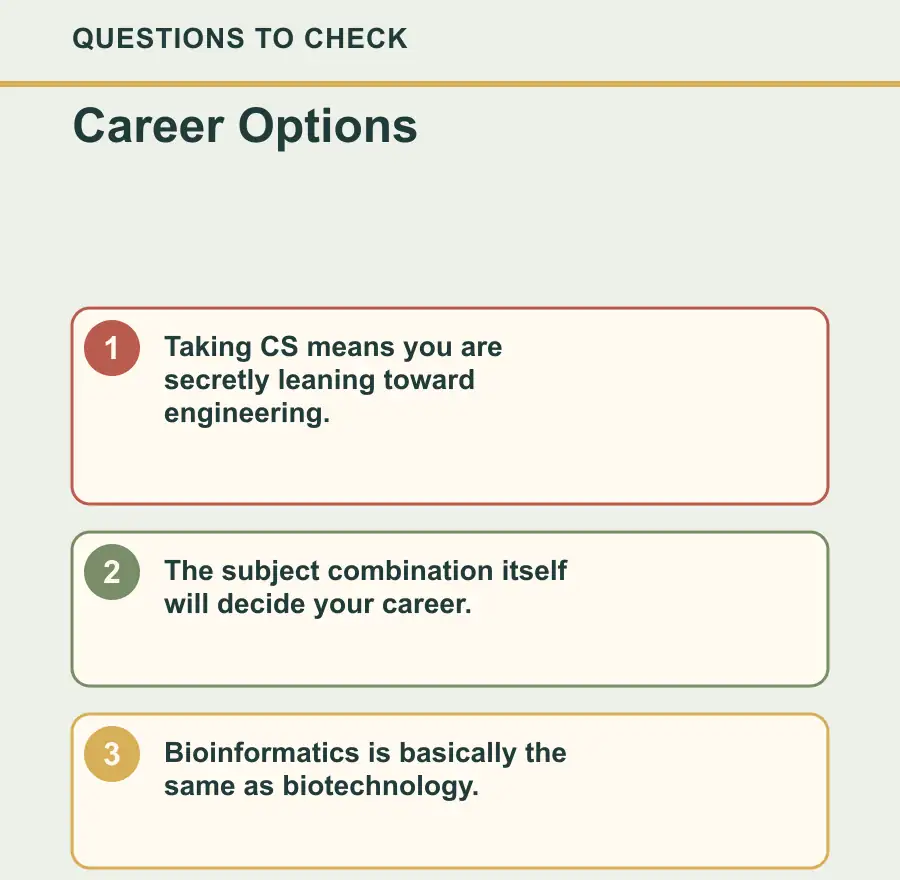 QUESTIONS TO CHECK
Career Options
1
Taking CS means you are
secretly leaning toward
engineering.
2
The subject combination itself
will decide your career.
3
Bioinformatics is basically the
same as biotechnology.